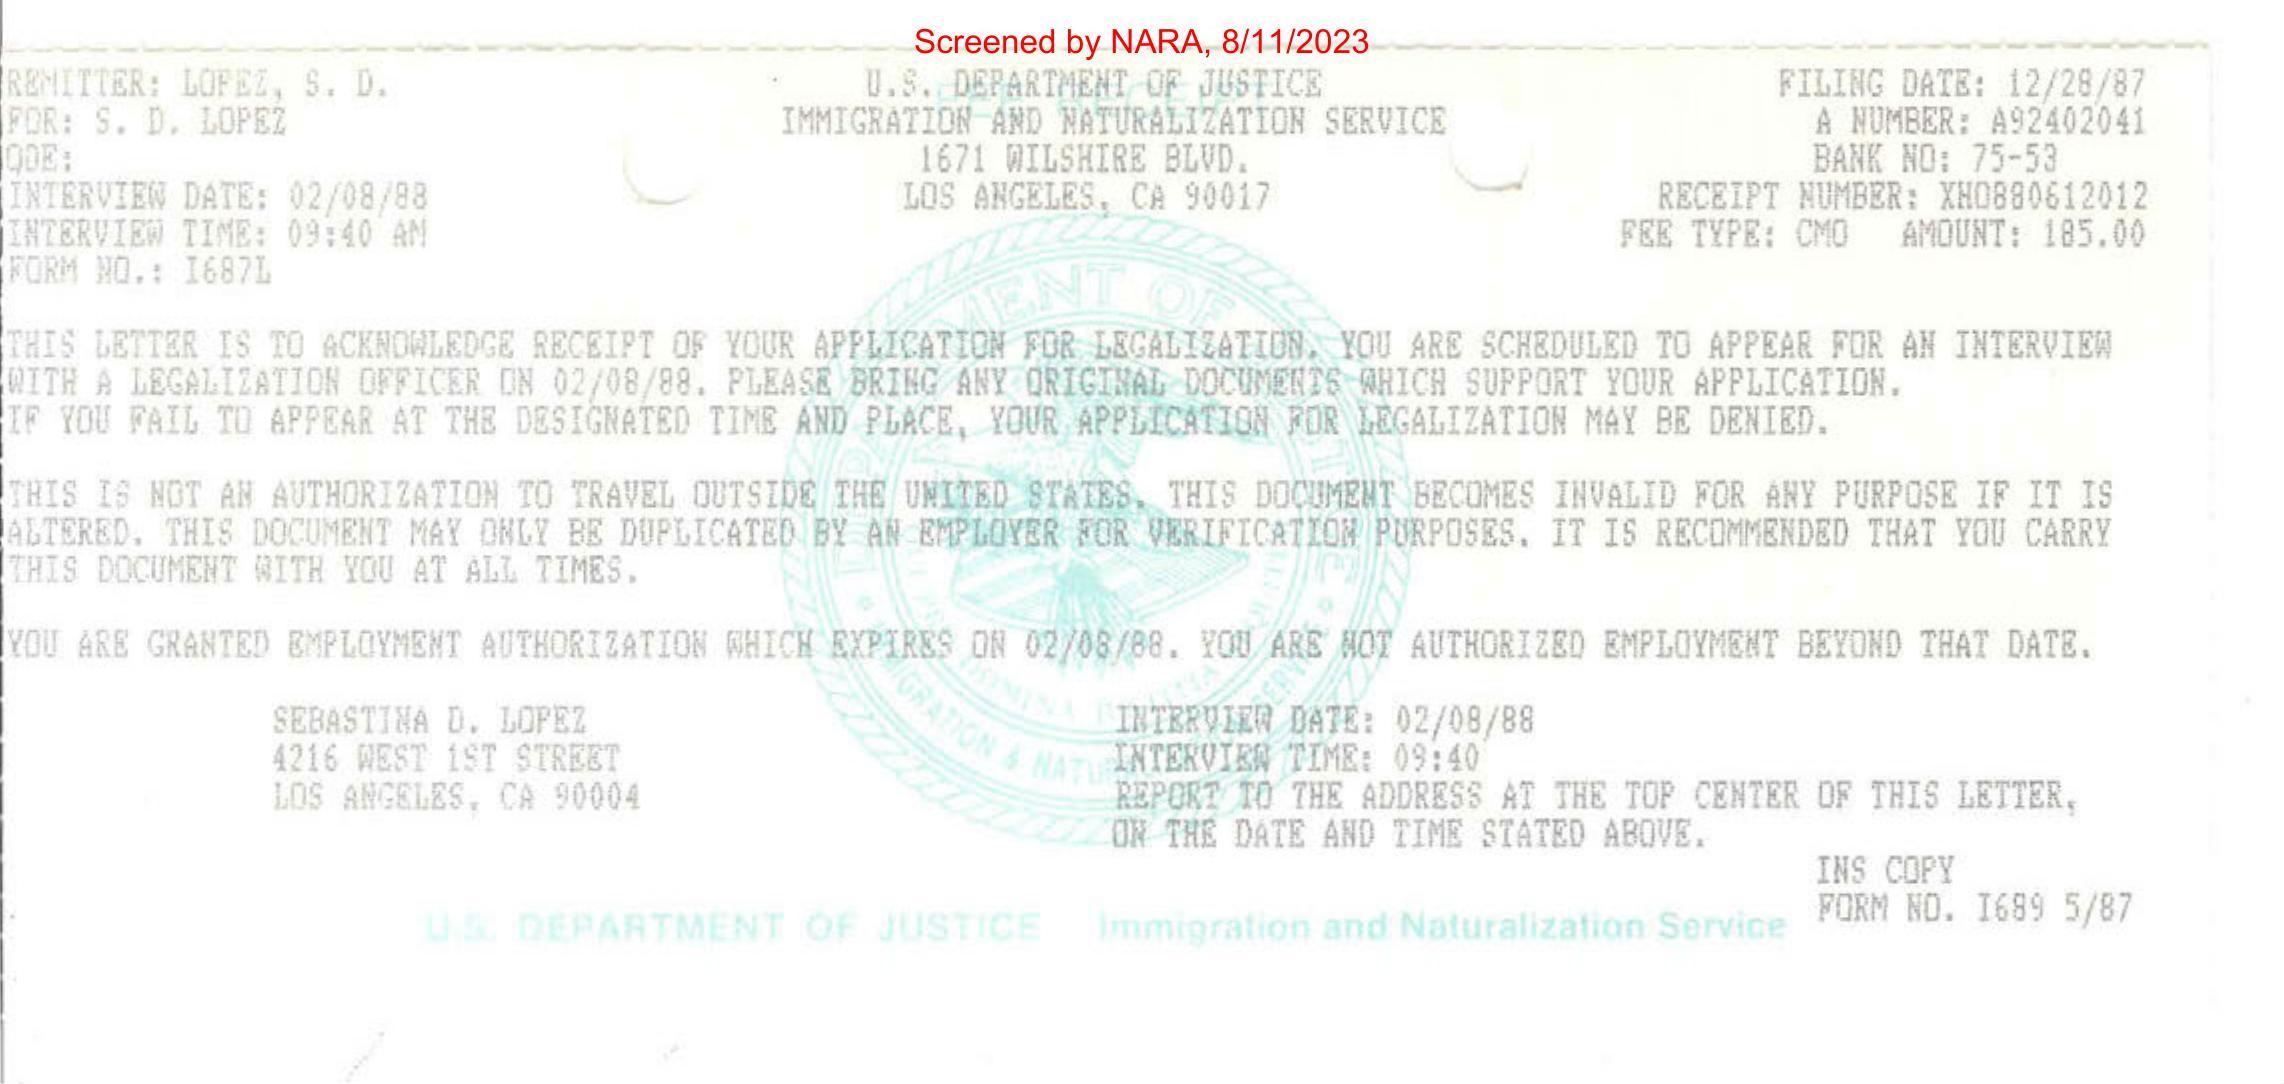 Screened by NARA, 8/11/2023
REMITTER: LOPEZ, S. D.
FOR: S. D. LOPEZ
QDE:
INTERVIEW DATE: 02/08/88
INTERVIEW TIME: 09:40 AM
FORM NO.: I687L
FEE RECEIPT
U.S. DEPARTMENT OF JUSTICE
IMMIGRATION AND NATURALIZATION SERVICE
1671 WILSHIRE BLVD.
LOS ANGELES, CA 90017
FILING DATE: 12/28/87
A NUMBER: A92402041
BANK NO: 75-53
RECEIPT NUMBER: XHO880612012
FEE TYPE: CMO AMOUNT: 185.00
THIS LETTER IS TO ACKNOWLEDGE RECEIPT OF YOUR APPLICATION FOR LEGALIZATION. YOU ARE SCHEDULED TO APPEAR FOR AN INTERVIEW
WITH A LEGALIZATION OFFICER ON 02/08/88. PLEASE BRING ANY ORIGINAL DOCUMENTS WHICH SUPPORT YOUR APPLICATION.
IF YOU FAIL TO APPEAR AT THE DESIGNATED TIME AND PLACE, YOUR APPLICATION FOR LEGALIZATION MAY BE DENIED.
THIS IS NOT AN AUTHORIZATION TO TRAVEL OUTSIDE THE UNITED STATES. THIS DOCUMENT BECOMES INVALID FOR ANY PURPOSE IF IT IS
ALTERED. THIS DOCUMENT MAY ONLY BE DUPLICATED BY AN EMPLOYER FOR VERIFICATION PURPOSES. IT IS RECOMMENDED THAT YOU CARRY
THIS DOCUMENT WITH YOU AT ALL TIMES.
YOU ARE GRANTED EMPLOYMENT AUTHORIZATION WHICH EXPIRES ON 02/08/88. YOU ARE NOT AUTHORIZED EMPLOYMENT BEYOND THAT DATE.
SEBASTINA D. LOPEZ
4216 WEST 1ST STREET
LOS ANGELES, CA 90004
INTERVIEW DATE: 02/08/88
INTERVIEW TIME: 09:40
REPORT TO THE ADDRESS AT THE TOP CENTER OF THIS LETTER,
ON THE DATE AND TIME STATED ABOVE.
INS COPY
FORM NO. I689 5/87
DEPARTMENT OF JUSTICE
IMMIGRATION & NATURALIZATION SERVICE
U.S. DEPARTMENT OF JUSTICE Immigration and Naturalization Service